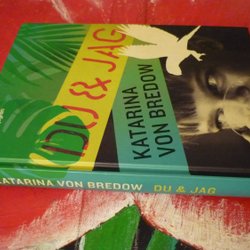 DU & JAG
KATARINA
VON BREDOW
KATARINA VON BREDOW DU & JAG